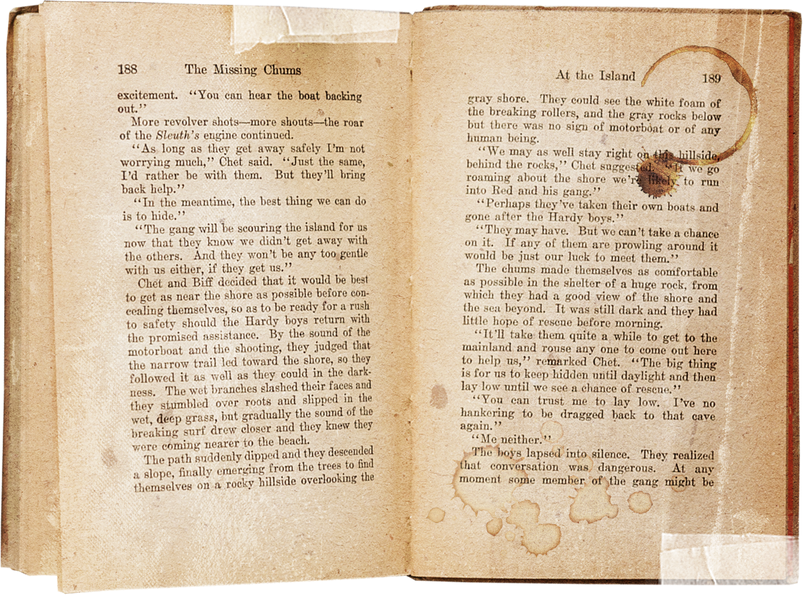 188 The Missing Chums
excitement. "You can hear the boat backing
out."
More revolver shots—more shouts—the roar
of the Sleuth's engine continued.
"As long as they get away safely I'm not
worrying much," Chet said. "Just the same,
I'd rather be with them. But they'll bring
back help."
"In the meantime, the best thing we can do
is to hide."
"The gang will be scouring the island for us
now that they know we didn't get away with
the others. And they won't be any too gentle
with us either, if they get us."
Chet and Biff decided that it would be best
to get as near the shore as possible before con-
cealing themselves, so as to be ready for a rush
to safety should the Hardy boys return with
the promised assistance. By the sound of the
motorboat and the shooting, they judged that
the narrow trail led toward the shore, so they
followed it as well as they could in the dark-
ness. The wet branches slashed their faces and
they stumbled over roots and slipped in the
wet, deep grass, but gradually the sound of the
breaking surf drew closer and they knew they
were coming nearer to the beach.
The path suddenly dipped and they descended
a slope, finally emerging from the trees to find
themselves on a rocky hillside overlooking the
At the Island 189
gray shore. They could see the white foam of
the breaking rollers, and the gray rocks below
but there was no sign of motorboat or of any
human being.
"We may as well stay right on this hillside,
behind the rocks," Chet suggested. "If we go
roaming about the shore we're likely to run
into Red and his gang."
"Perhaps they've taken their own boats and
gone after the Hardy boys."
"They may have. But we can't take a chance
on it. If any of them are prowling around it
would be just our luck to meet them."
The chums made themselves as comfortable
as possible in the shelter of a huge rock, from
which they had a good view of the shore and
the sea beyond. It was still dark and they had
little hope of rescue before morning.
"It'll take them quite a while to get to the
mainland and rouse any one to come out here
to help us," remarked Chet. "The big thing
is for us to keep hidden until daylight and then
lay low until we see a chance of rescue."
"You can trust me to lay low. I've no
hankering to be dragged back to that cave
again."
"Me neither."
The boys lapsed into silence. They realized
that conversation was dangerous. At any
moment some member of the gang might be